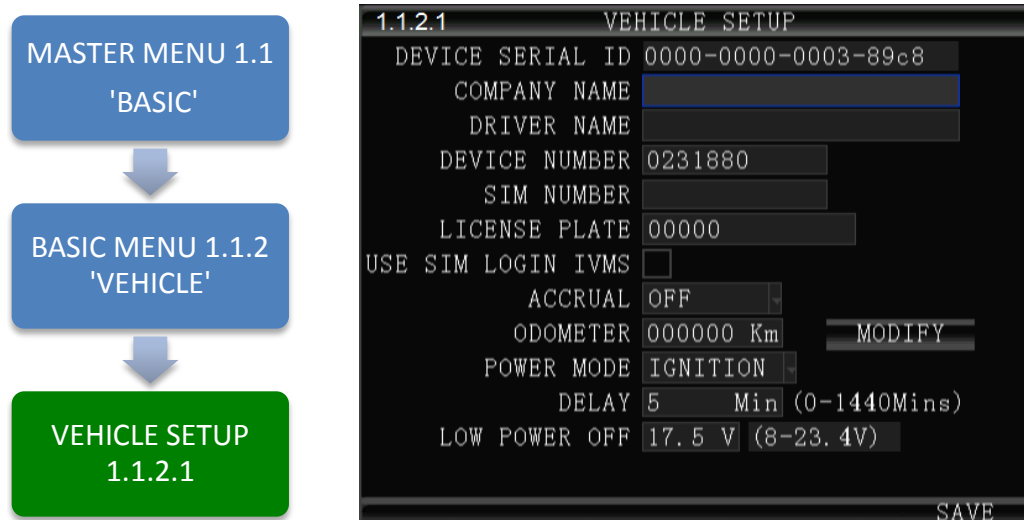 MASTER MENU 1.1
'BASIC'
BASIC MENU 1.1.2
'VEHICLE'
VEHICLE SETUP
1.1.2.1
1.1.2.1 VEHICLE SETUP
DEVICE SERIAL ID 0000-0000-0003-89c8
COMPANY NAME
DRIVER NAME
DEVICE NUMBER 0231880
SIM NUMBER
LICENSE PLATE 00000
USE SIM LOGIN IVMS
ACCRUAL OFF
ODOMETER 000000 Km MODIFY
POWER MODE IGNITION
DELAY 5 Min (0-1440Mins)
LOW POWER OFF 17.5 V (8-23.4V)
SAVE